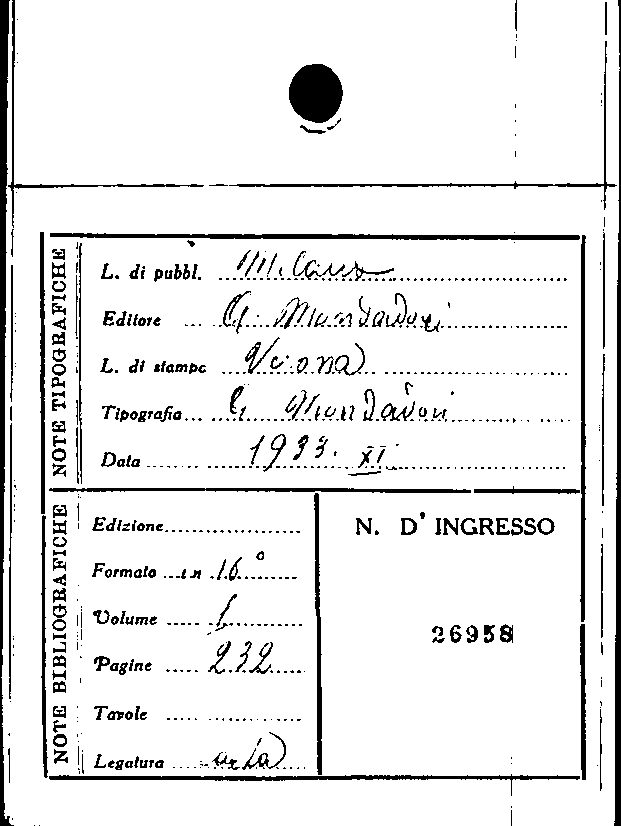 NOTE TIPOGRAFICHE
L. di pubbl. Milano
Editore A. Mondadori
L. di stampa Verona
Tipografia A. Mondadori
Data 1933. XI
NOTE BIBLIOGRAFICHE
Edizione
Formato in 16°
Volume 1
Pagine 232
Tavole
Legatura carta
N. D' INGRESSO
26958